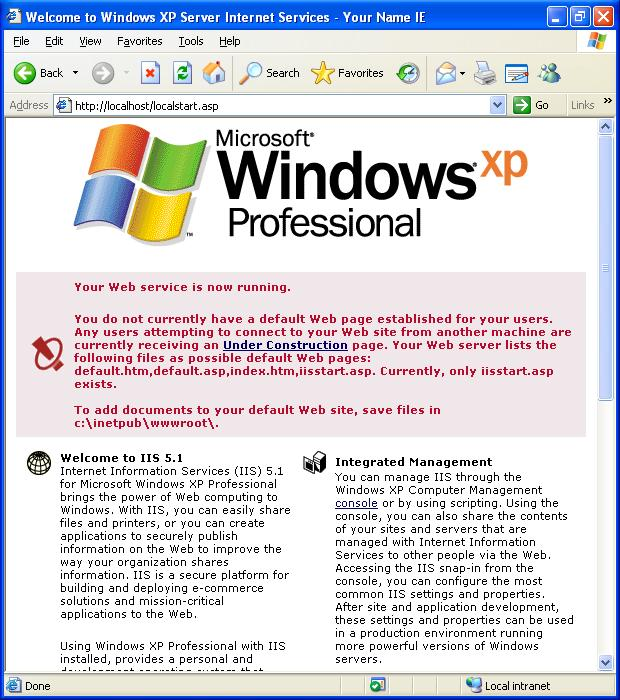 Welcome to Windows XP Server Internet Services - Your Name IE
File Edit View Favorites Tools Help
Back Search Favorites
Address http://localhost/localstart.asp Go Links »
Microsoft®
Windows® xp
Professional
™
Your Web service is now running.
You do not currently have a default Web page established for your users.
Any users attempting to connect to your Web site from another machine are
currently receiving an Under Construction page. Your Web server lists the
following files as possible default Web pages:
default.htm,default.asp,index.htm,iisstart.asp. Currently, only iisstart.asp
exists.
To add documents to your default Web site, save files in
c:\inetpub\wwwroot\.
Welcome to IIS 5.1
Internet Information Services (IIS) 5.1
for Microsoft Windows XP Professional
brings the power of Web computing to
Windows. With IIS, you can easily share
files and printers, or you can create
applications to securely publish
information on the Web to improve the
way your organization shares
information. IIS is a secure platform for
building and deploying e-commerce
solutions and mission-critical
applications to the Web.
Using Windows XP Professional with IIS
installed, provides a personal and
development operating system that
Integrated Management
You can manage IIS through the
Windows XP Computer Management
console or by using scripting. Using the
console, you can also share the contents
of your sites and servers that are
managed with Internet Information
Services to other people via the Web.
Accessing the IIS snap-in from the
console, you can configure the most
common IIS settings and properties.
After site and application development,
these settings and properties can be used
in a production environment running
more powerful versions of Windows
servers.
Done Local intranet